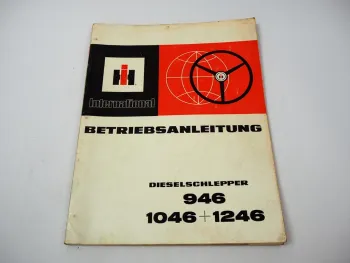 International
BETRIEBSANLEITUNG
DIESELSCHLEPPER
946
1046+1246